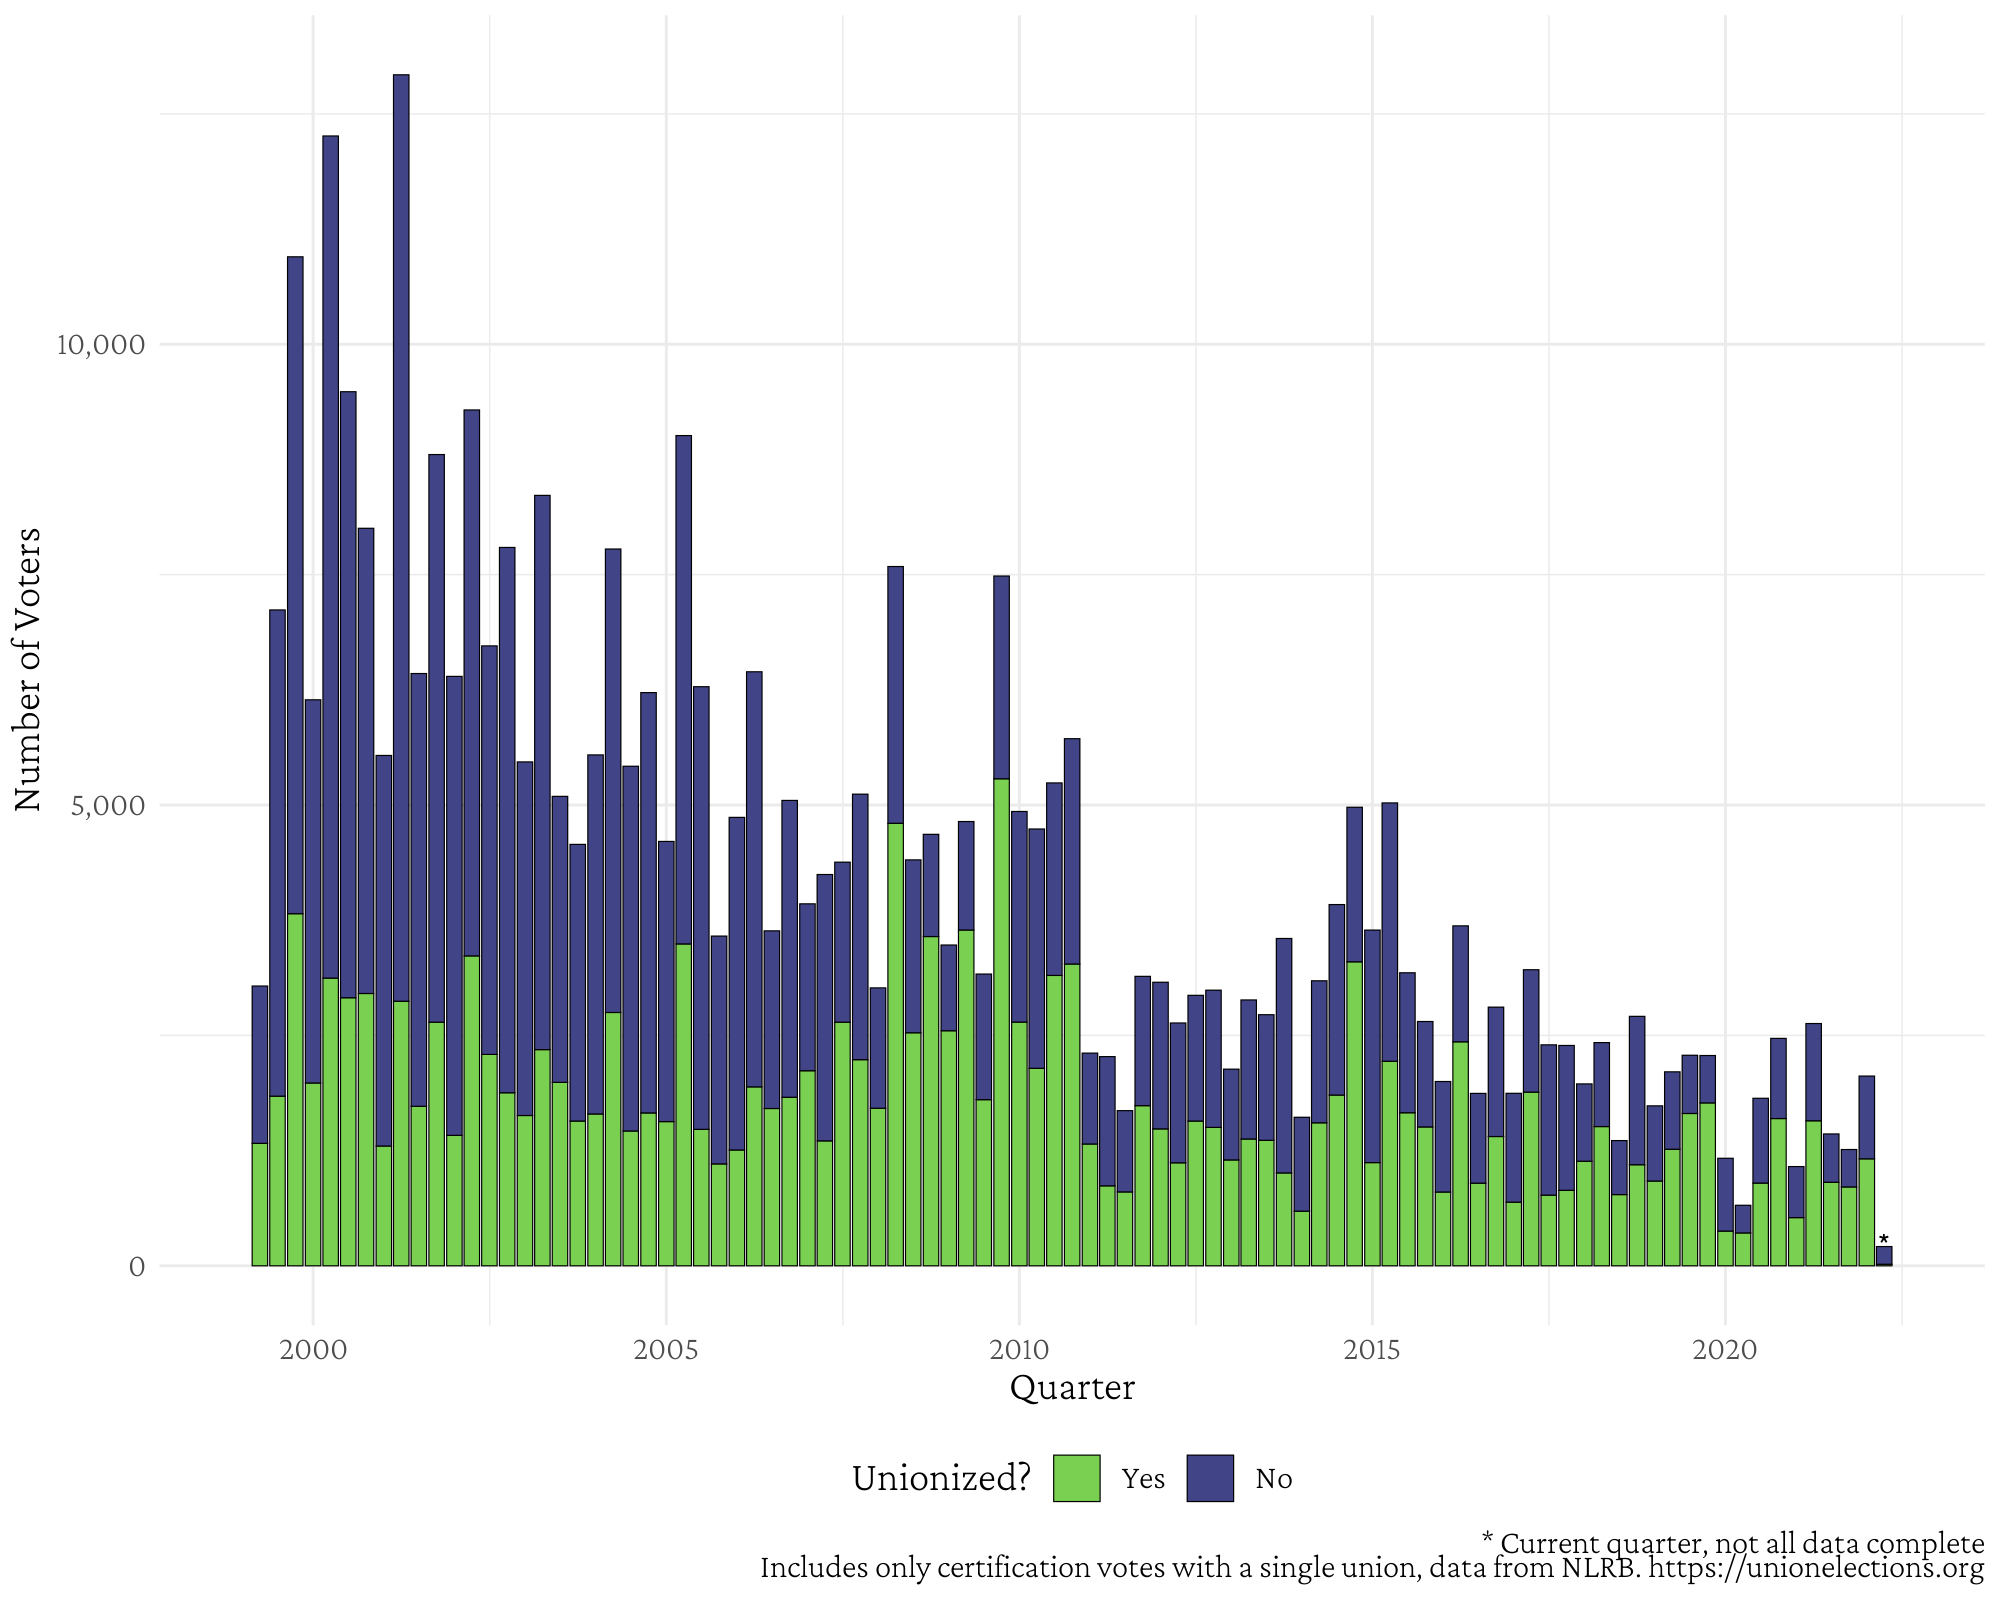 10,000
5,000
0
Number of Voters
*
2000 2005 2010 2015 2020
Quarter
Unionized? Yes No
* Current quarter, not all data complete
Includes only certification votes with a single union, data from NLRB. https://unionelections.org